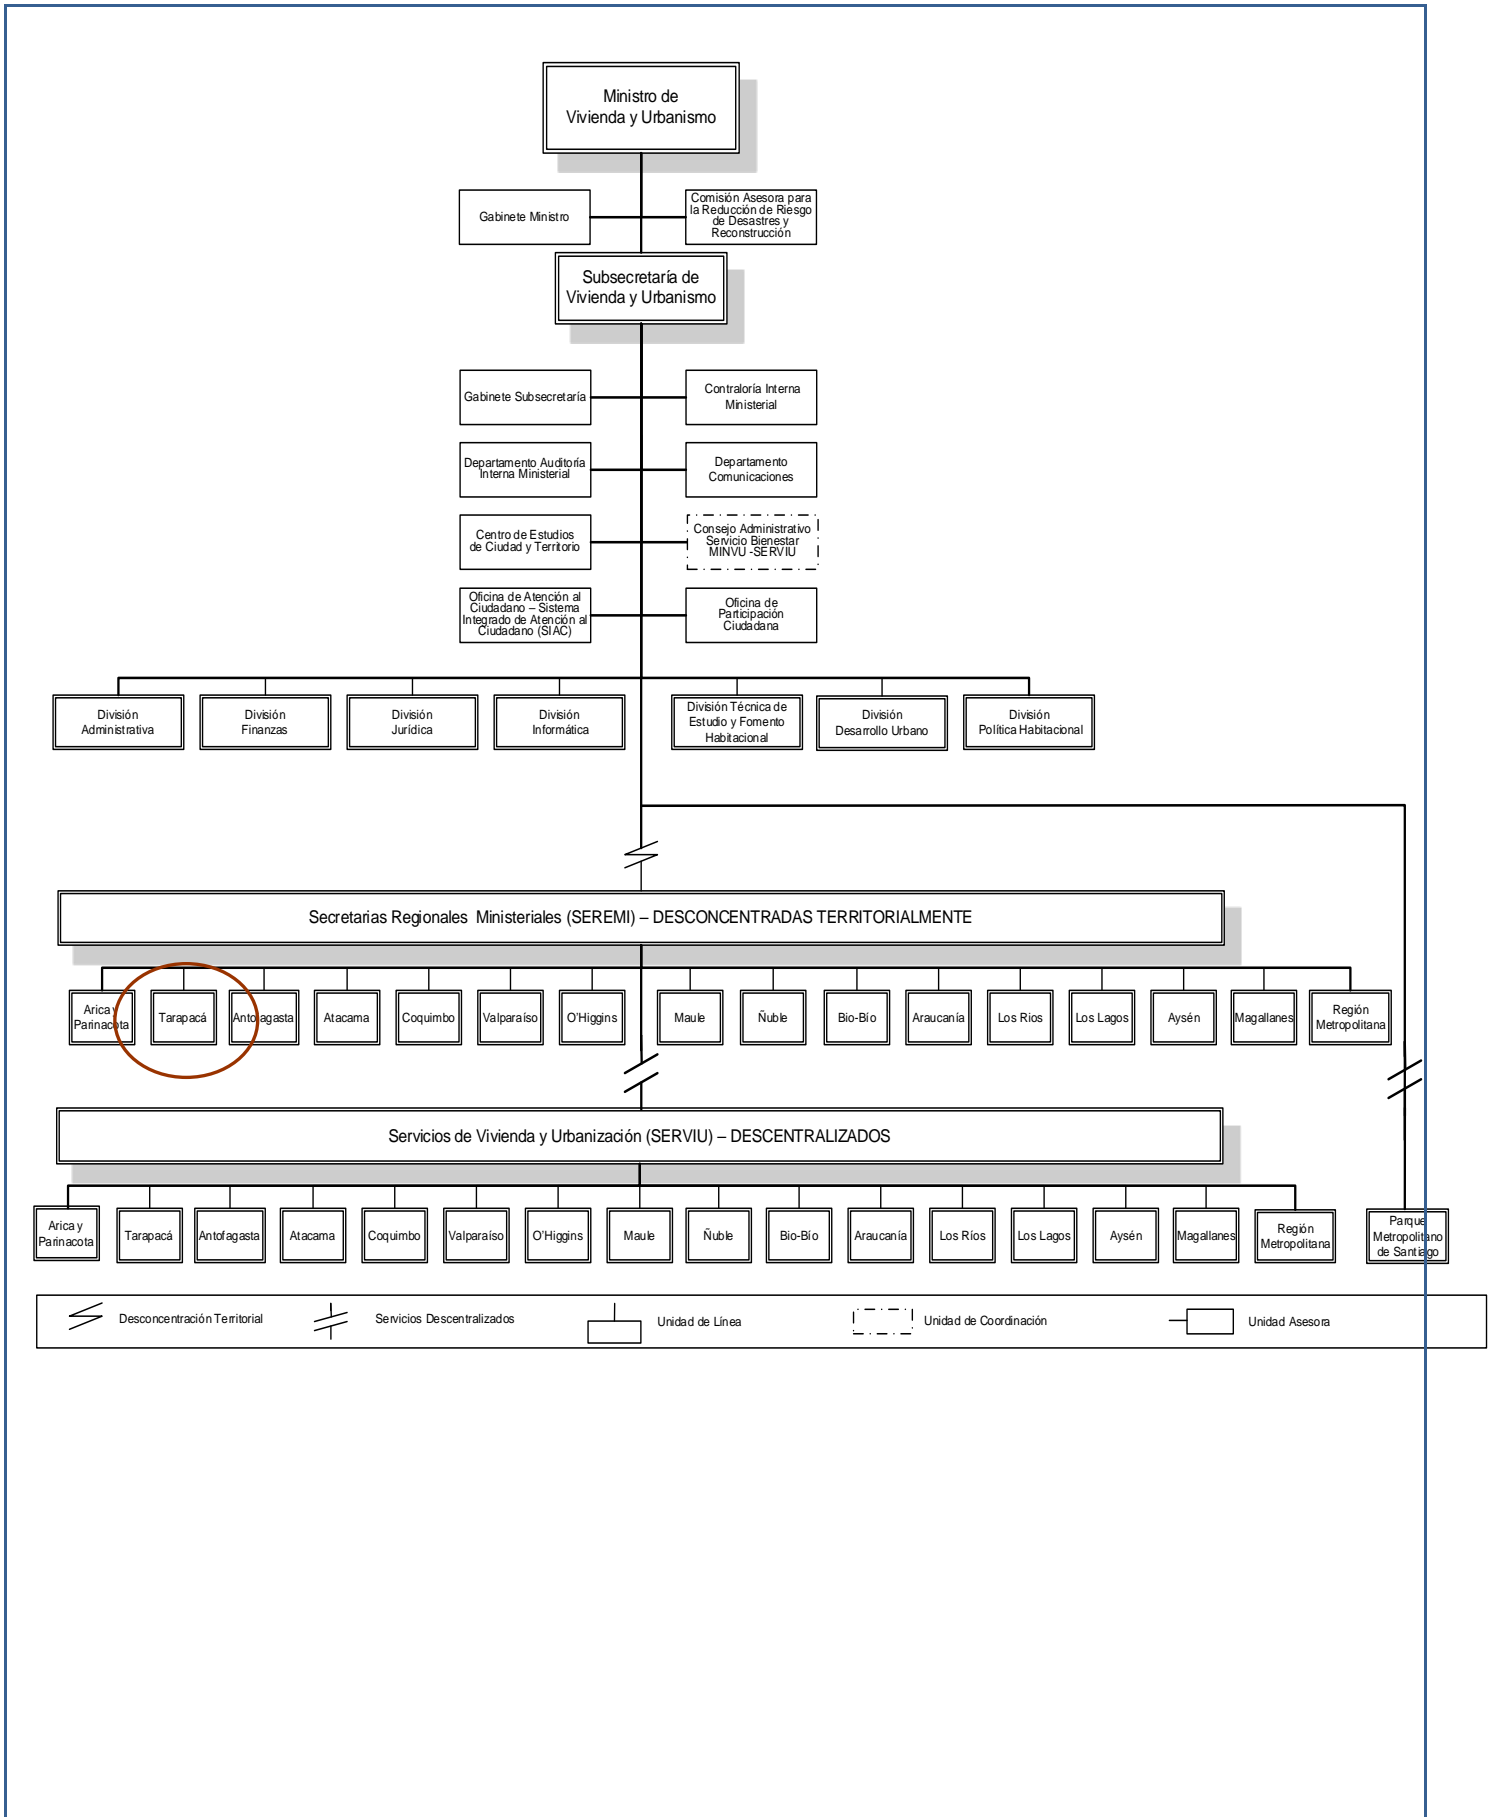 Ministro de
Vivienda y Urbanismo
Gabinete Ministro
Comisión Asesora para
la Reducción de Riesgo
de Desastres y
Reconstrucción
Subsecretaría de
Vivienda y Urbanismo
Gabinete Subsecretaría
Contraloría Interna
Ministerial
Departamento Auditoría
Interna Ministerial
Departamento
Comunicaciones
Centro de Estudios
de Ciudad y Territorio
Consejo Administrativo
Servicio Bienestar
MINVU -SERVIU
Oficina de Atención al
Ciudadano – Sistema
Integrado de Atención al
Ciudadano (SIAC)
Oficina de
Participación
Ciudadana
División
Administrativa
División
Finanzas
División
Jurídica
División
Informática
División Técnica de
Estudio y Fomento
Habitacional
División
Desarrollo Urbano
División
Política Habitacional
Secretarias Regionales Ministeriales (SEREMI) – DESCONCENTRADAS TERRITORIALMENTE
Arica y
Parinacota
Tarapacá
Antofagasta
Atacama
Coquimbo
Valparaíso
O'Higgins
Maule
Ñuble
Bio-Bío
Araucanía
Los Rios
Los Lagos
Aysén
Magallanes
Región
Metropolitana
Servicios de Vivienda y Urbanización (SERVIU) – DESCENTRALIZADOS
Arica y
Parinacota
Tarapacá
Antofagasta
Atacama
Coquimbo
Valparaíso
O'Higgins
Maule
Ñuble
Bio-Bío
Araucanía
Los Ríos
Los Lagos
Aysén
Magallanes
Región
Metropolitana
Parque
Metropolitano
de Santiago
Desconcentración Territorial
Servicios Descentralizados
Unidad de Línea
Unidad de Coordinación
Unidad Asesora